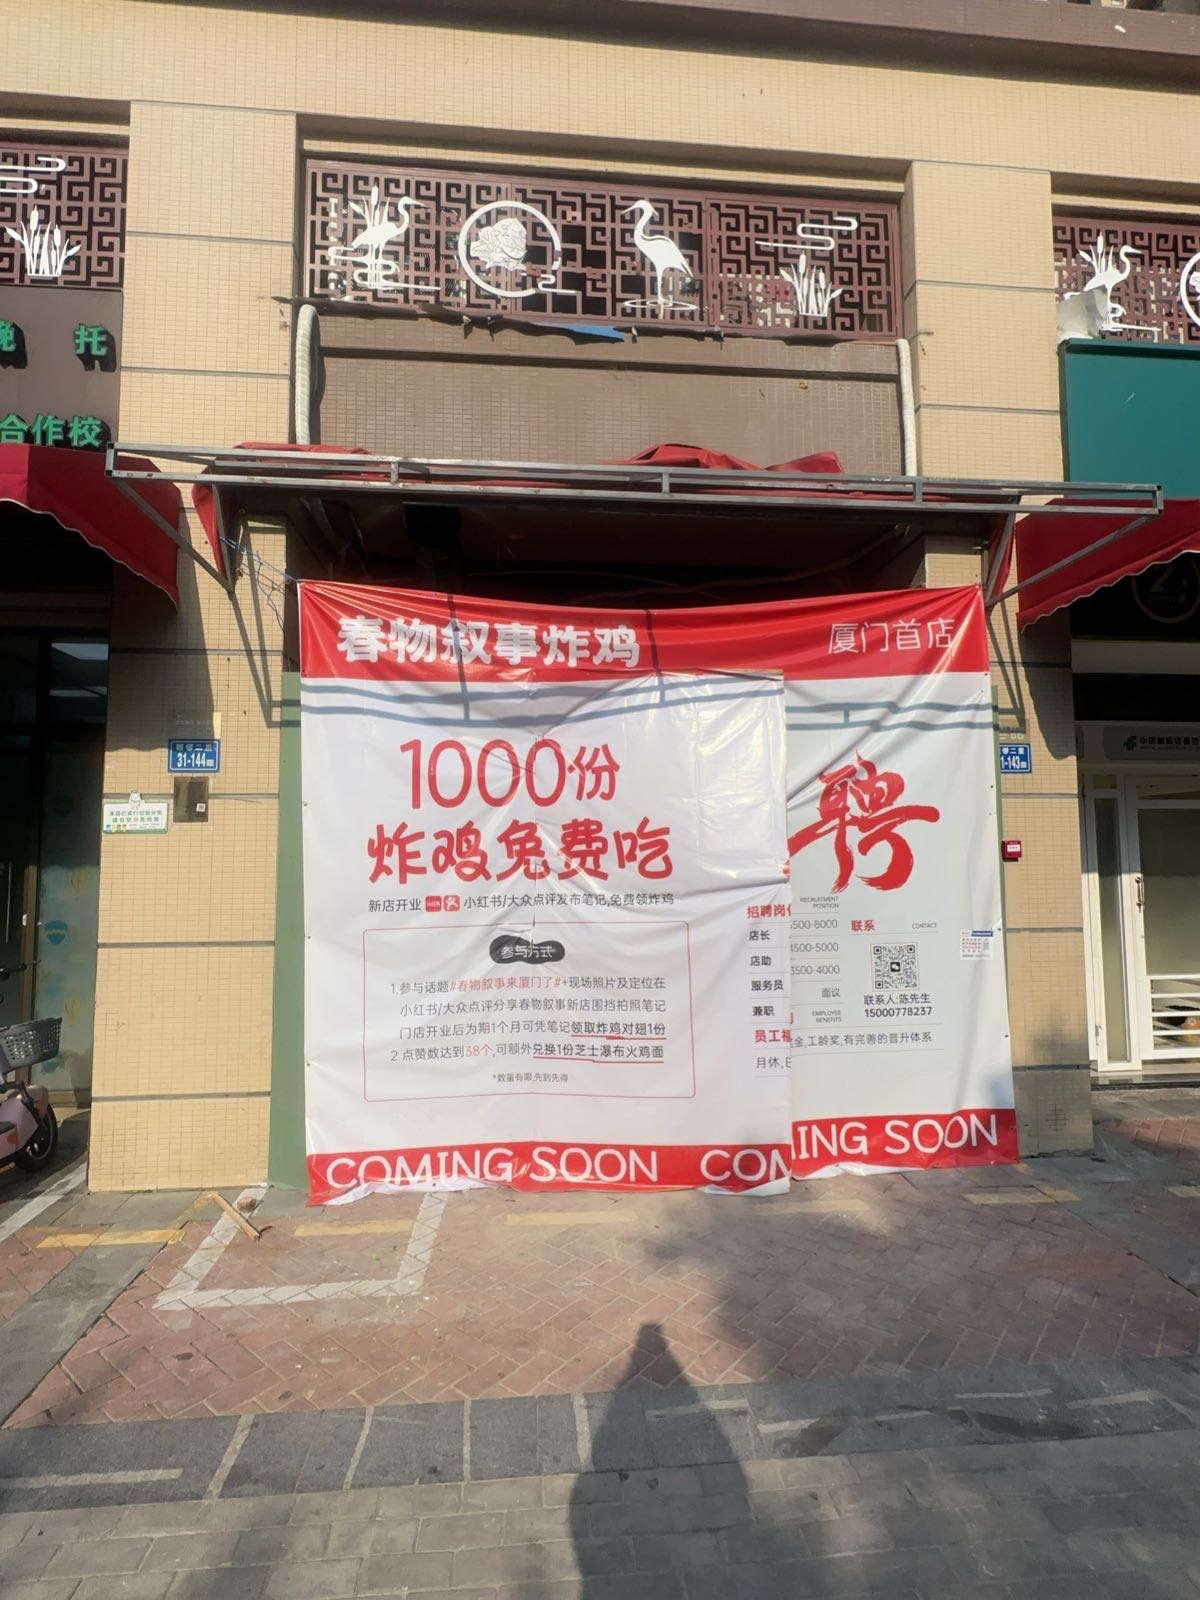 托
合作校
春物叙事炸鸡
厦门首店
1000份
炸鸡免费吃
新店开业 小红书 小红书/大众点评发布笔记,免费领炸鸡
参与方式
1.参与话题#春物叙事来厦门了#+现场照片及定位在
小红书/大众点评分享春物叙事新店围挡拍照笔记
门店开业后为期1个月可凭笔记领取炸鸡对翅1份
2.点赞数达到38个,可额外兑换1份芝士瀑布火鸡面
*数量有限,先到先得
COMING SOON COM
聘
招聘岗位
RECRUITMENT
POSITION
店长 5500-8000
店助 4500-5000
服务员 3500-4000
兼职 面议
员工福
EMPLOYEE
BENEFITS
月休,
金,工龄奖,有完善的晋升体系
联系 CONTACT
联系人:陈先生
15000778237
ING SOON
31-144
1-143